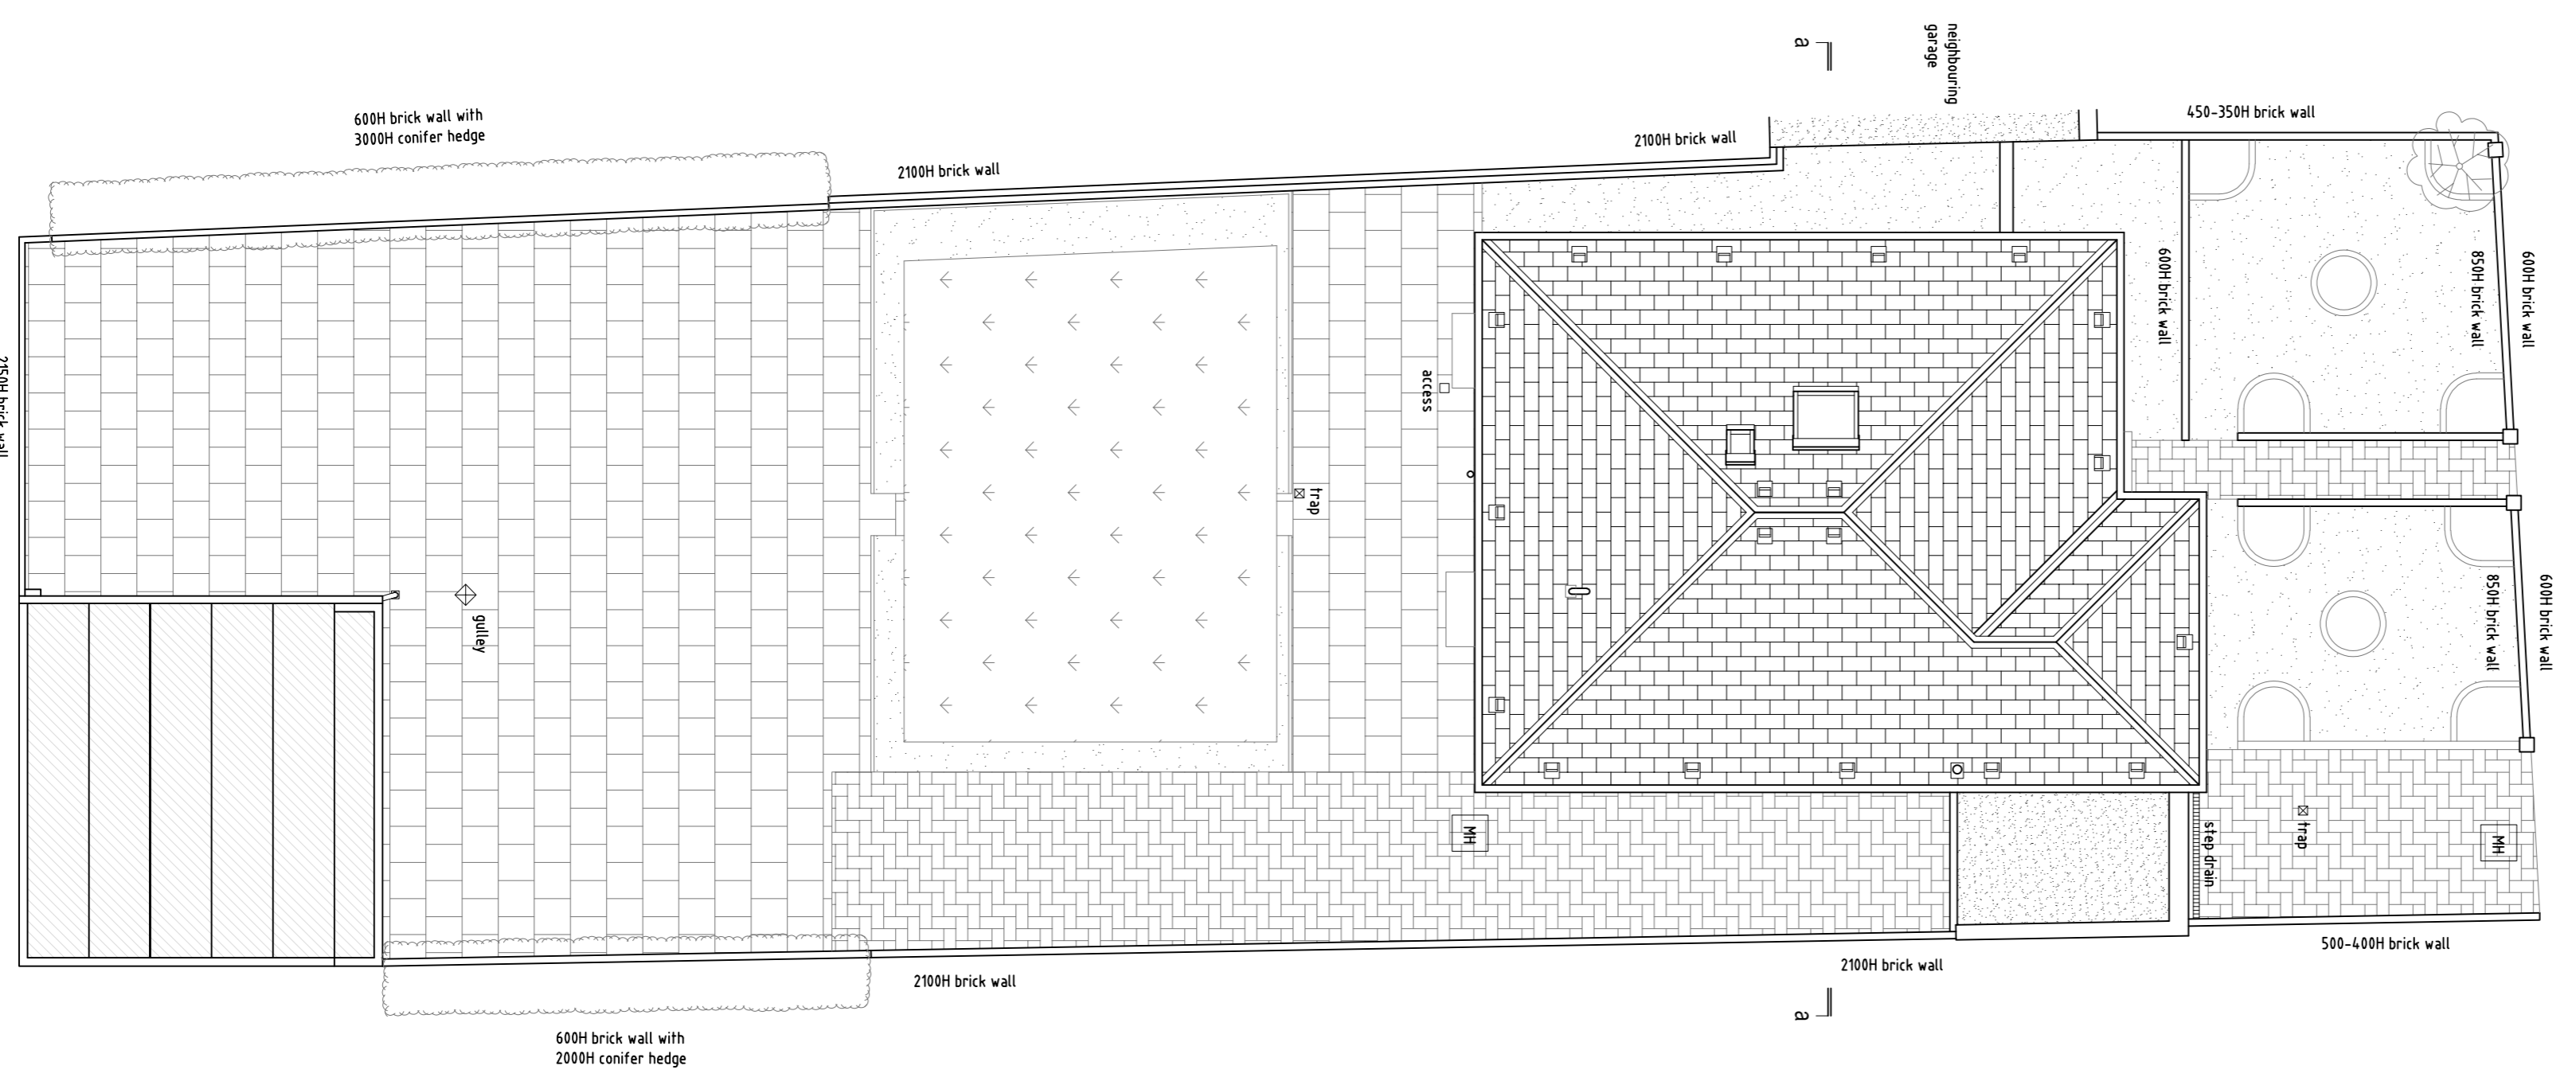 a
neighbouring
garage
450-350H brick wall
600H brick wall with
3000H conifer hedge
2100H brick wall
2100H brick wall
600H brick wall
850H brick wall
600H brick wall
2150H brick wall
access
trap
gulley
850H brick wall
600H brick wall
MH
step drain
trap
MH
500-400H brick wall
2100H brick wall
2100H brick wall
a
600H brick wall with
2000H conifer hedge